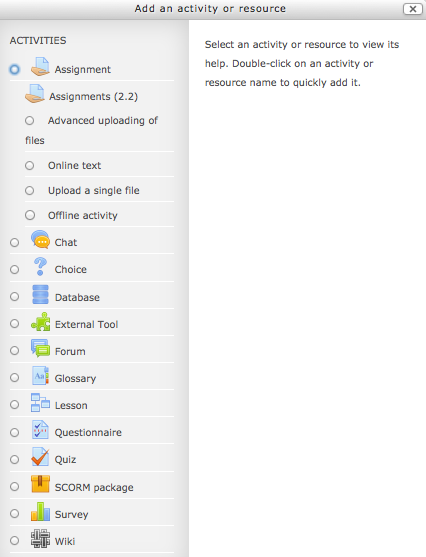 Add an activity or resource
ACTIVITIES
Assignment
Assignments (2.2)
Advanced uploading of
files
Online text
Upload a single file
Offline activity
Chat
Choice
Database
External Tool
Forum
Glossary
Lesson
Questionnaire
Quiz
SCORM package
Survey
Wiki
Select an activity or resource to view its
help. Double-click on an activity or
resource name to quickly add it.